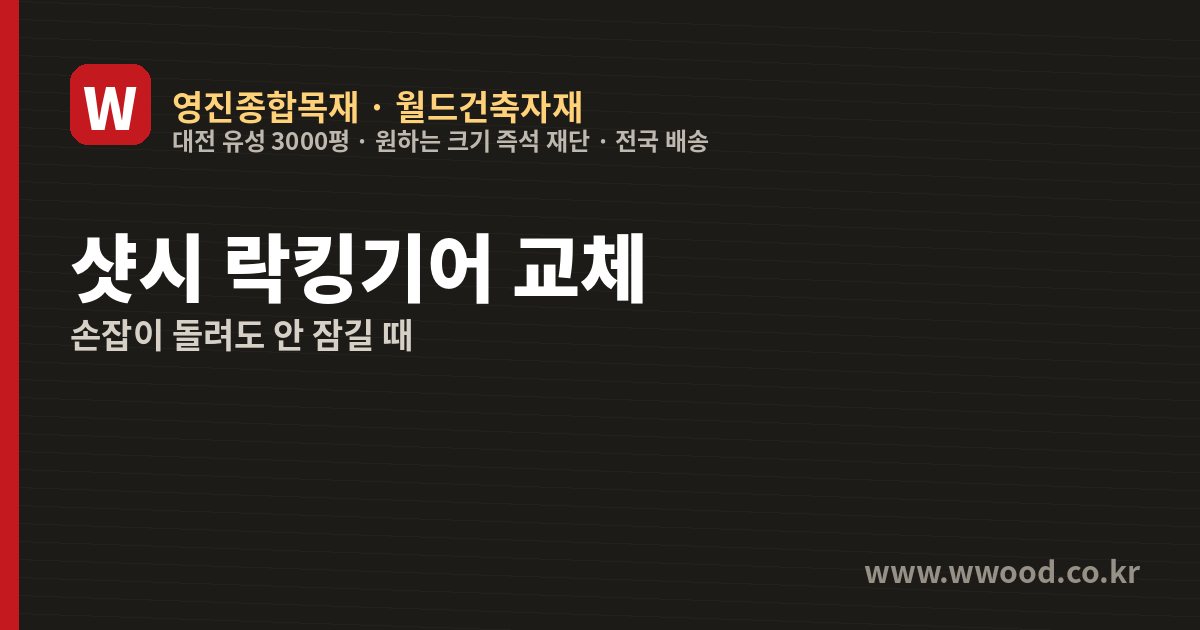 W
영진종합목재 · 월드건축자재
대전 유성 3000평 · 원하는 크기 즉석 재단 · 전국 배송
샷시 락킹기어 교체
손잡이 돌려도 안 잠길 때
www.wwood.co.kr